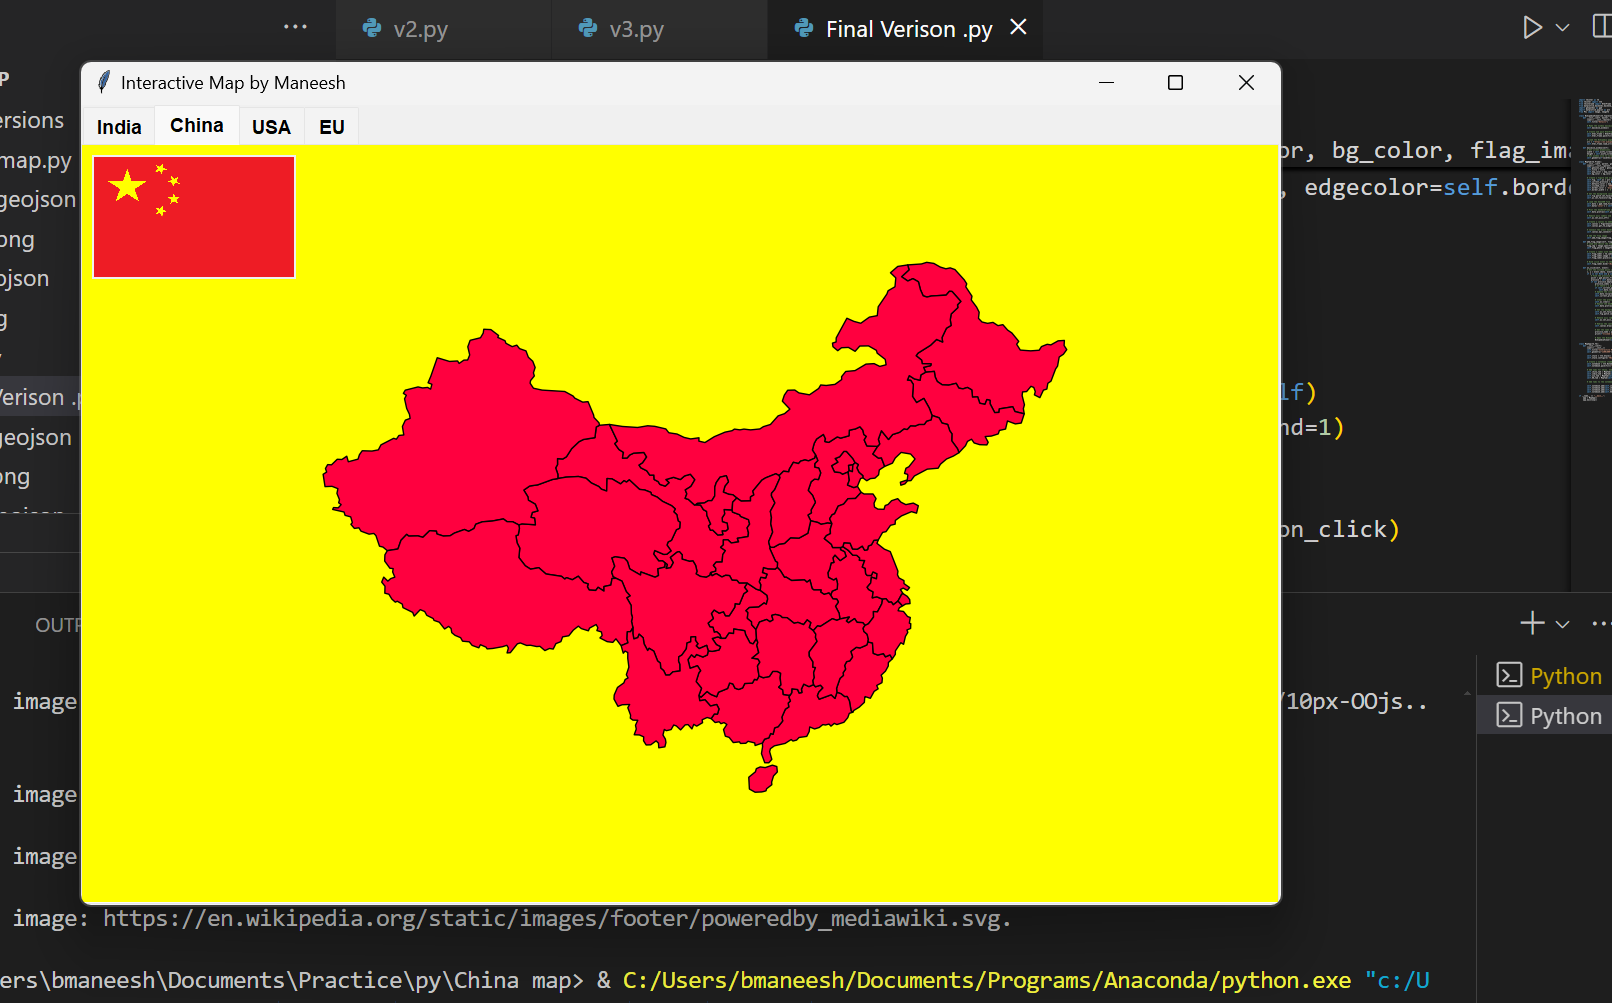 v2.py
v3.py
Final Verison .py
Interactive Map by Maneesh
India
China
USA
EU
P
ersions
map.py
geojson
png
ojson
g
Verison .p
geojson
png
or, bg_color, flag_ima
, edgecolor=self.borde
lf)
nd=1)
on_click)
OUTP
Python
Python
image
/10px-OOjs..
image
image
image: https://en.wikipedia.org/static/images/footer/poweredby_mediawiki.svg.
ers\bmaneesh\Documents\Practice\py\China map> & C:/Users/bmaneesh/Documents/Programs/Anaconda/python.exe "c:/U